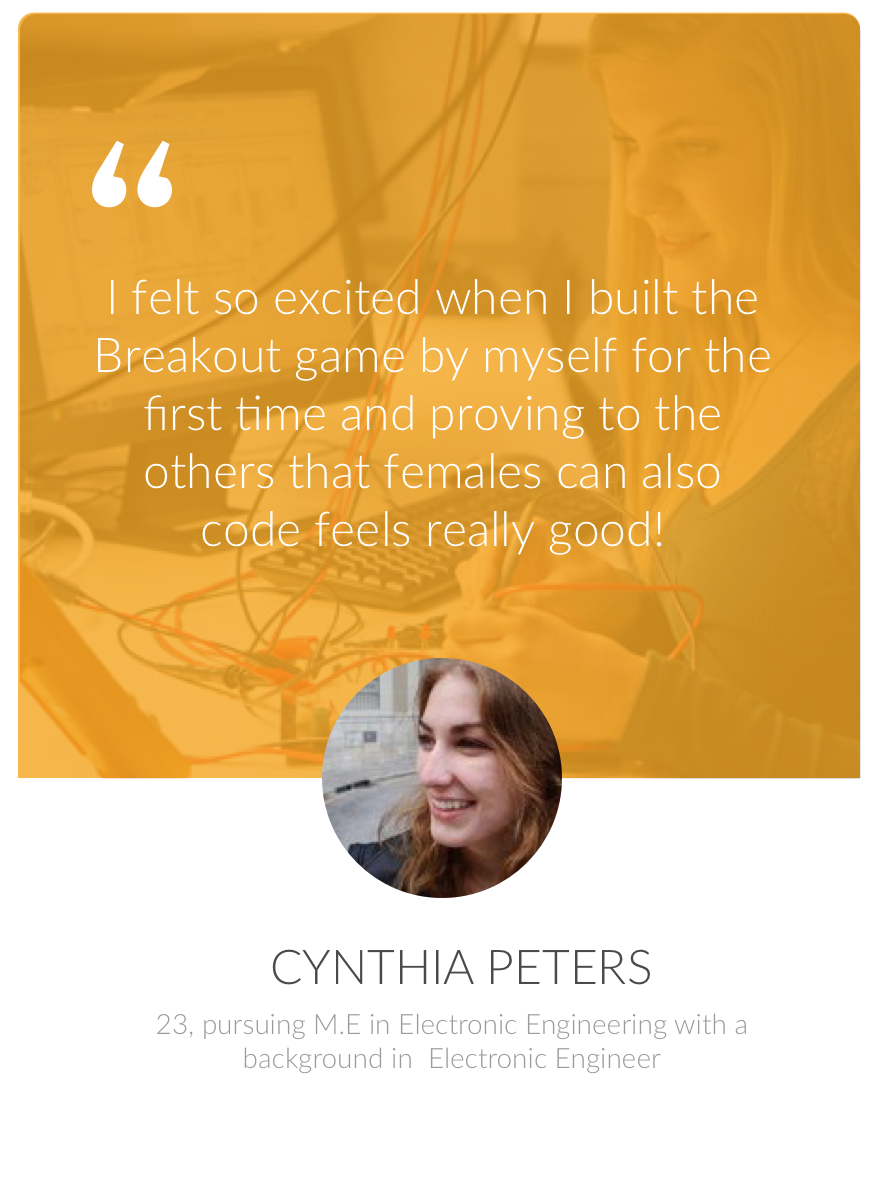 “
I felt so excited when I built the
Breakout game by myself for the
first time and proving to the
others that females can also
code feels really good!
CYNTHIA PETERS
23, pursuing M.E in Electronic Engineering with a
background in  Electronic Engineer